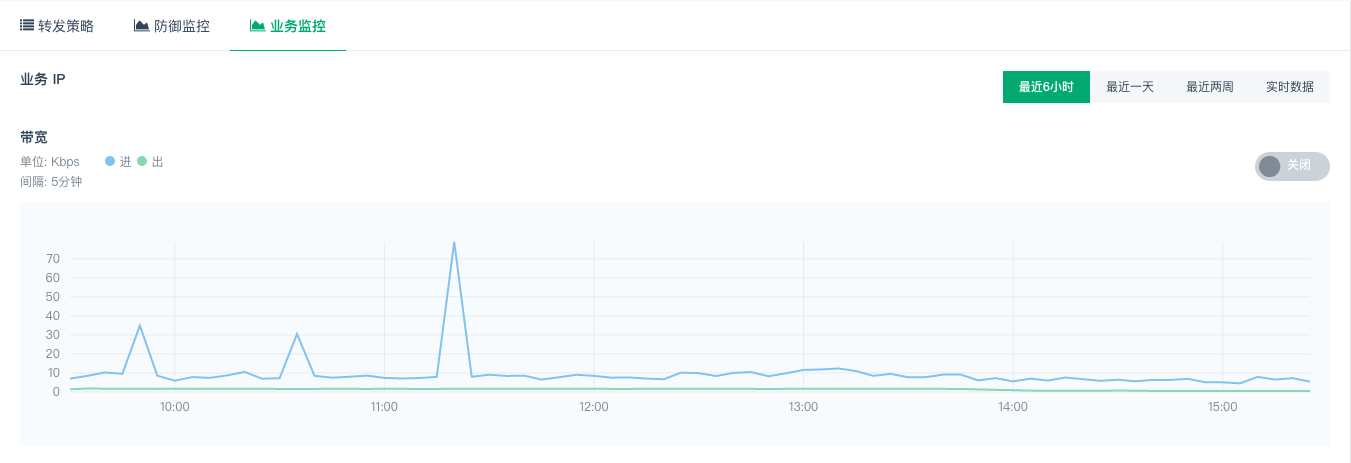 转发策略 防御监控 业务监控
业务 IP
最近6小时 最近一天 最近两周 实时数据
带宽
单位: Kbps 进 出
关闭
间隔: 5分钟
70
60
50
40
30
20
10
0
10:00 11:00 12:00 13:00 14:00 15:00